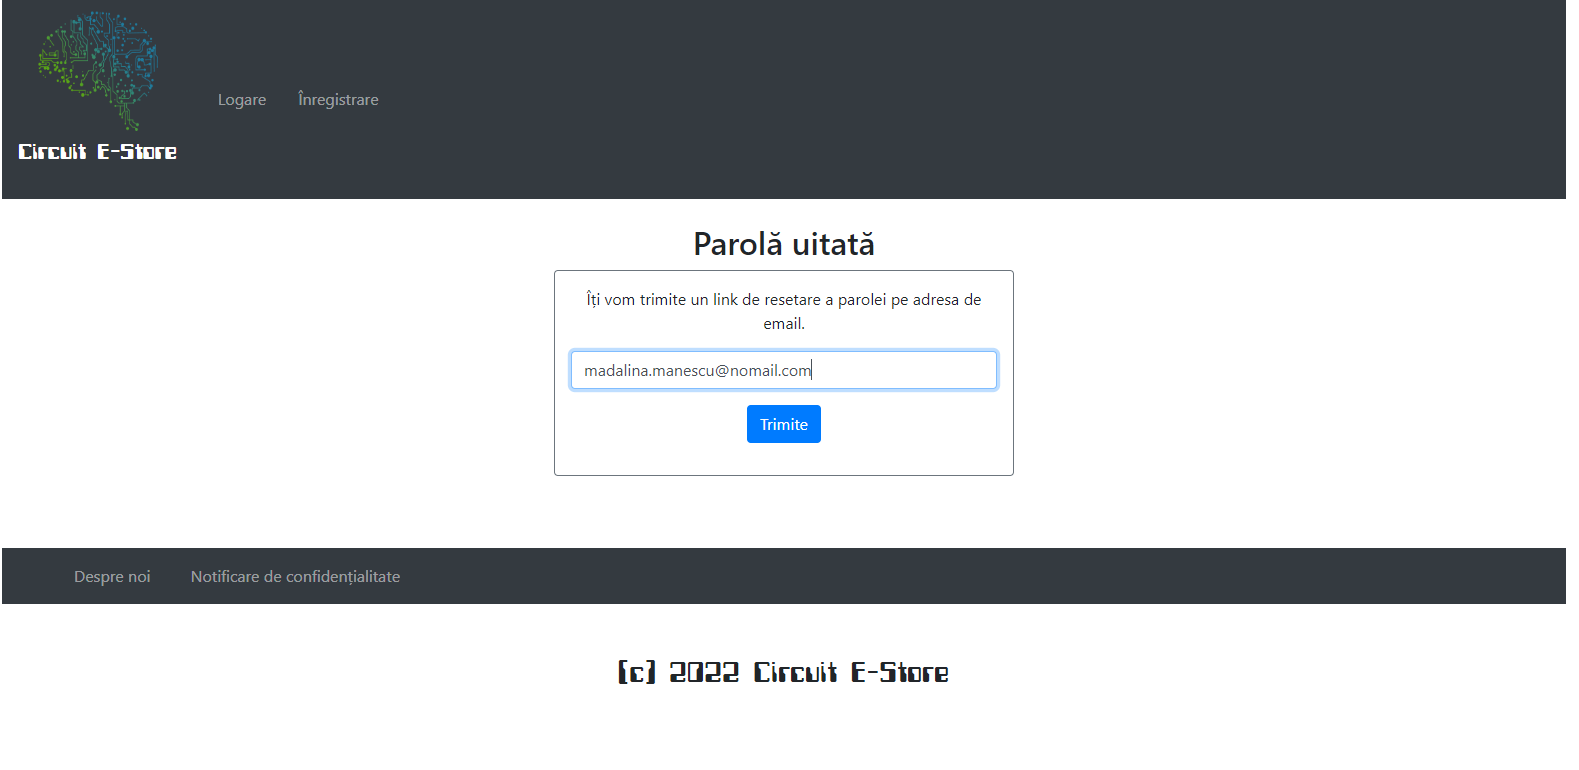 Logare Înregistrare
Circuit E-Store
Parolă uitată
Îți vom trimite un link de resetare a parolei pe adresa de
email.
madalina.manescu@nomail.com
Trimite
Despre noi Notificare de confidențialitate
(c) 2022 Circuit E-Store